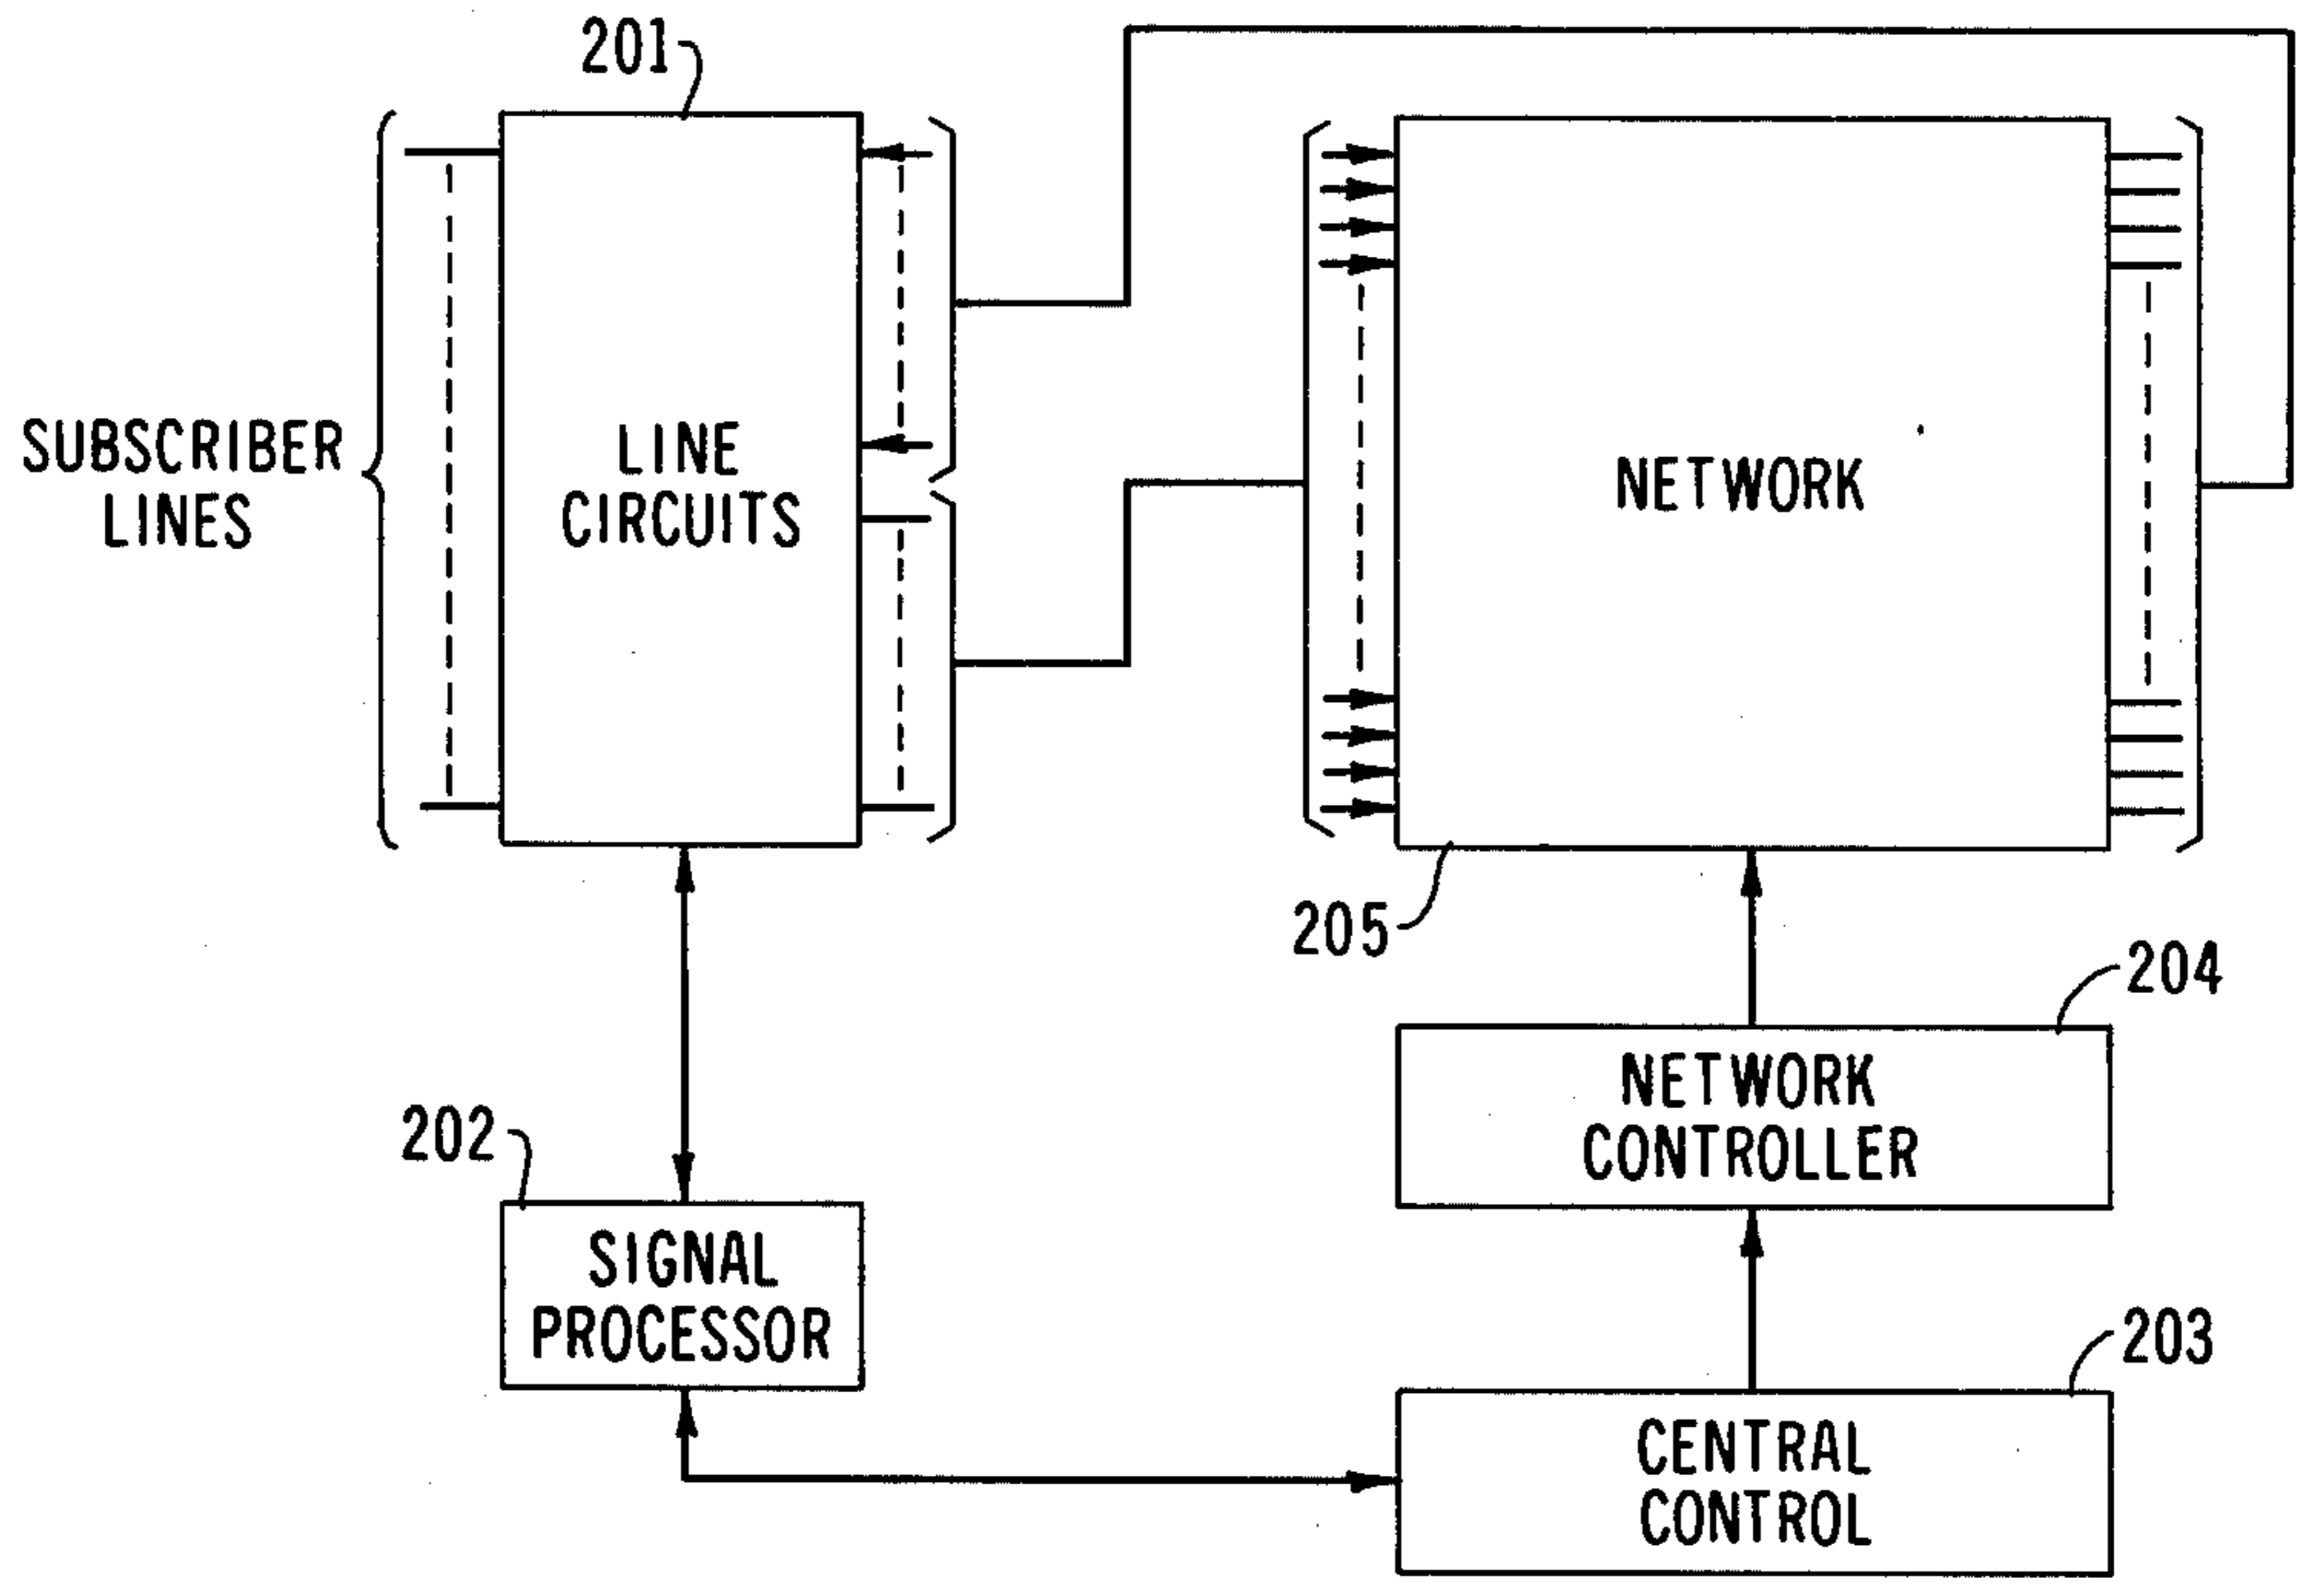 201
SUBSCRIBER
LINES
LINE
CIRCUITS
NETWORK
205
204
NETWORK
CONTROLLER
202
SIGNAL
PROCESSOR
203
CENTRAL
CONTROL